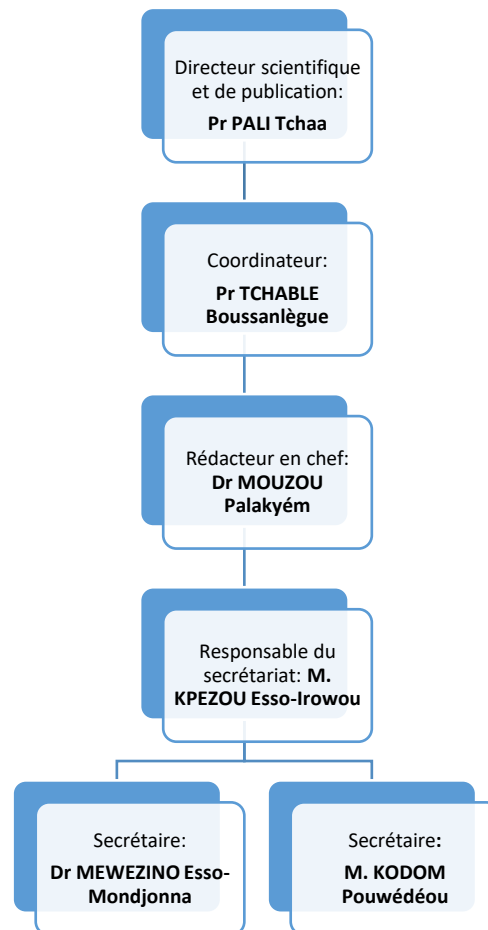 Directeur scientifique
et de publication:
Pr PALI Tchaa
Coordinateur:
Pr TCHABLE
Boussanlègue
Rédacteur en chef:
Dr MOUZOU
Palakyém
Responsable du
secrétariat: M.
KPEZOU Esso-Irowou
Secrétaire:
Dr MEWEZINO Esso-
Mondjonna
Secrétaire:
M. KODOM
Pouwédéou